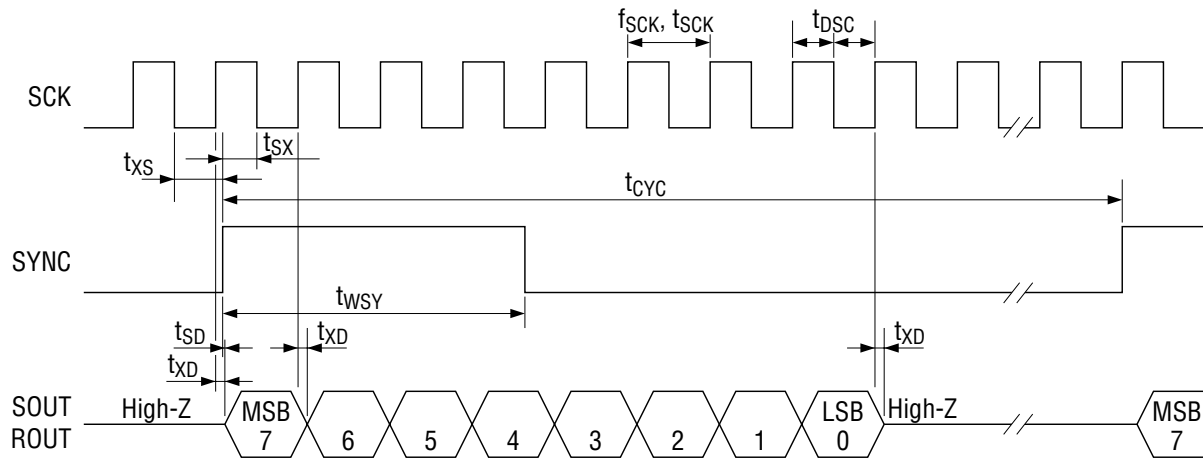 fSCK, tSCK
tDSC
SCK
tSX
tXS
tCYC
SYNC
tWSY
tSD
tXD
tXD
tXD
SOUT
ROUT
High-Z
MSB
7
6
5
4
3
2
1
LSB
0
High-Z
MSB
7